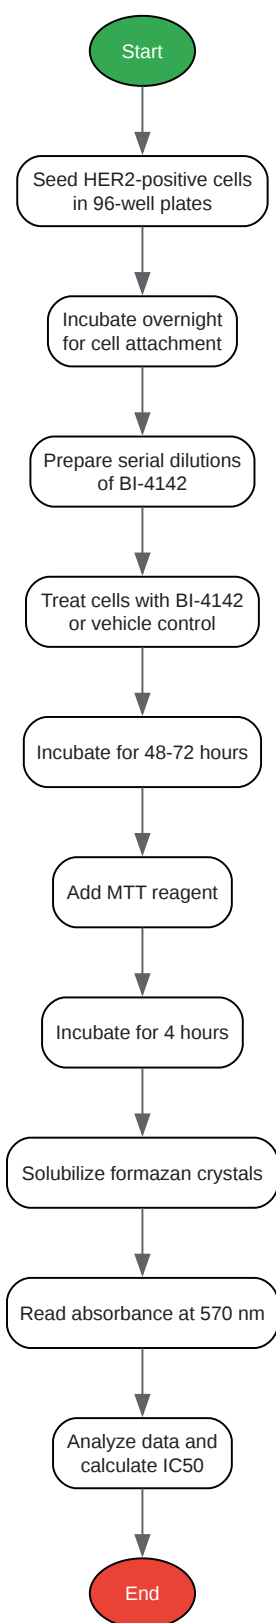 Start
Seed HER2-positive cells
in 96-well plates
Incubate overnight
for cell attachment
Prepare serial dilutions
of BI-4142
Treat cells with BI-4142
or vehicle control
Incubate for 48-72 hours
Add MTT reagent
Incubate for 4 hours
Solubilize formazan crystals
Read absorbance at 570 nm
Analyze data and
calculate IC50
End